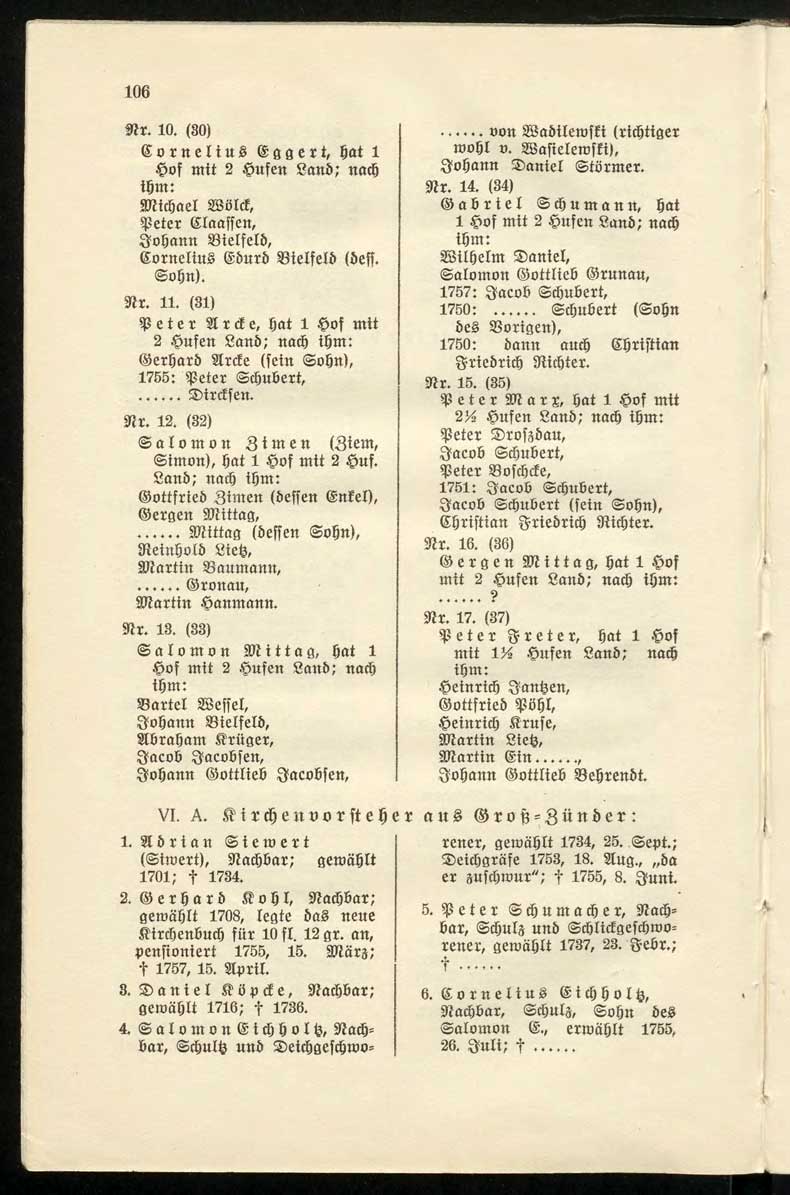 106
Nr. 10. (30)
Cornelius Eggert, hat 1
Hof mit 2 Hufen Land; nach
ihm:
Michael Wölck,
Peter Claassen,
Johann Bielfeld,
Cornelius Edurd Bielfeld (dess.
Sohn).
Nr. 11. (31)
Peter Arcke, hat 1 Hof mit
2 Hufen Land; nach ihm:
Gerhard Arcke (sein Sohn),
1755: Peter Schubert,
...... Dircksen.
Nr. 12. (32)
Salomon Zimen (Ziem,
Simon), hat 1 Hof mit 2 Huf.
Land; nach ihm:
Gottfried Zimen (dessen Enkel),
Gergen Mittag,
...... Mittag (dessen Sohn),
Reinhold Lietz,
Martin Baumann,
...... Gronau,
Martin Hanmann.
Nr. 13. (33)
Salomon Mittag, hat 1
Hof mit 2 Hufen Land; nach
ihm:
Bartel Wessel,
Johann Bielfeld,
Abraham Krüger,
Jacob Jacobsen,
Johann Gottlieb Jacobsen,
...... von Wadilewski (richtiger
wohl v. Wasielewski),
Johann Daniel Störmer.
Nr. 14. (34)
Gabriel Schumann, hat
1 Hof mit 2 Hufen Land; nach
ihm:
Wilhelm Daniel,
Salomon Gottlieb Grunau,
1757: Jacob Schubert,
1750: ...... Schubert (Sohn
des Vorigen),
1750: dann auch Christian
Friedrich Richter.
Nr. 15. (35)
Peter Marx, hat 1 Hof mit
2½ Hufen Land; nach ihm:
Peter Droszdau,
Jacob Schubert,
Peter Boschcke,
1751: Jacob Schubert,
Jacob Schubert (sein Sohn),
Christian Friedrich Richter.
Nr. 16. (36)
Gergen Mittag, hat 1 Hof
mit 2 Hufen Land; nach ihm:
...... ?
Nr. 17. (37)
Peter Freter, hat 1 Hof
mit 1½ Hufen Land; nach
ihm:
Heinrich Jantzen,
Gottfried Pöhl,
Heinrich Kruse,
Martin Lietz,
Martin Ein......,
Johann Gottlieb Behrendt.
VI. A. Kirchenvorsteher aus Groß-Zünder:
1. Adrian Siewert
(Siwert), Nachbar; gewählt
1701; † 1734.
2. Gerhard Kohl, Nachbar;
gewählt 1708, legte das neue
Kirchenbuch für 10 fl. 12 gr. an,
pensioniert 1755, 15. März;
† 1757, 15. April.
3. Daniel Köpcke, Nachbar;
gewählt 1716; † 1736.
4. Salomon Eichholtz, Nach-
bar, Schultz und Deichgeschwo-
rener, gewählt 1734, 25. Sept.;
Deichgräfe 1753, 18. Aug., „da
er zuschwur“; † 1755, 8. Juni.
5. Peter Schumacher, Nach-
bar, Schulz und Schlickgeschwo-
rener, gewählt 1737, 23. Febr.;
† ......
6. Cornelius Eichholtz,
Nachbar, Schulz, Sohn des
Salomon E., erwählt 1755,
26. Juli; † ......